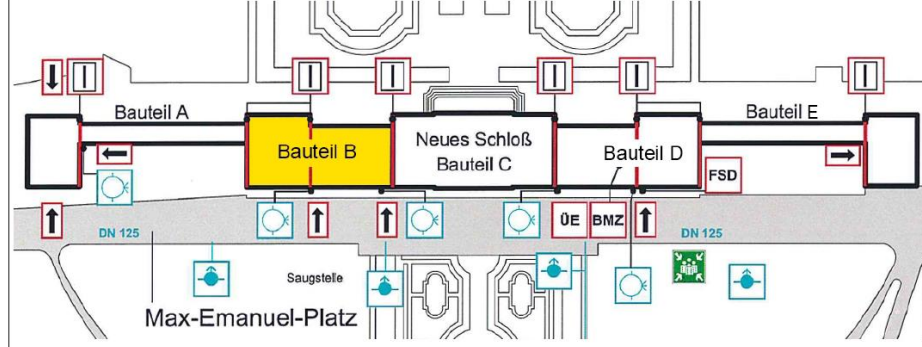 Bauteil A
Bauteil E
Bauteil B
Neues Schloß
Bauteil C
Bauteil D
FSD
ÜE
BMZ
DN 125
DN 125
Saugstelle
Max-Emanuel-Platz